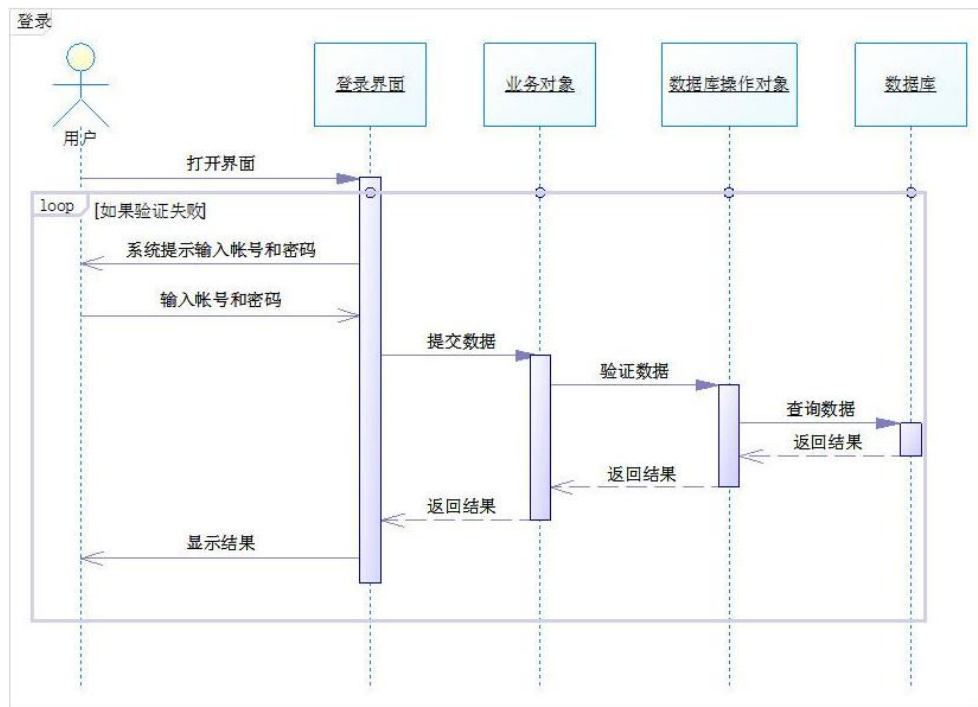 登录
用户
登录界面
业务对象
数据库操作对象
数据库
打开界面
loop
[如果验证失败]
系统提示输入帐号和密码
输入帐号和密码
提交数据
验证数据
查询数据
返回结果
返回结果
返回结果
显示结果